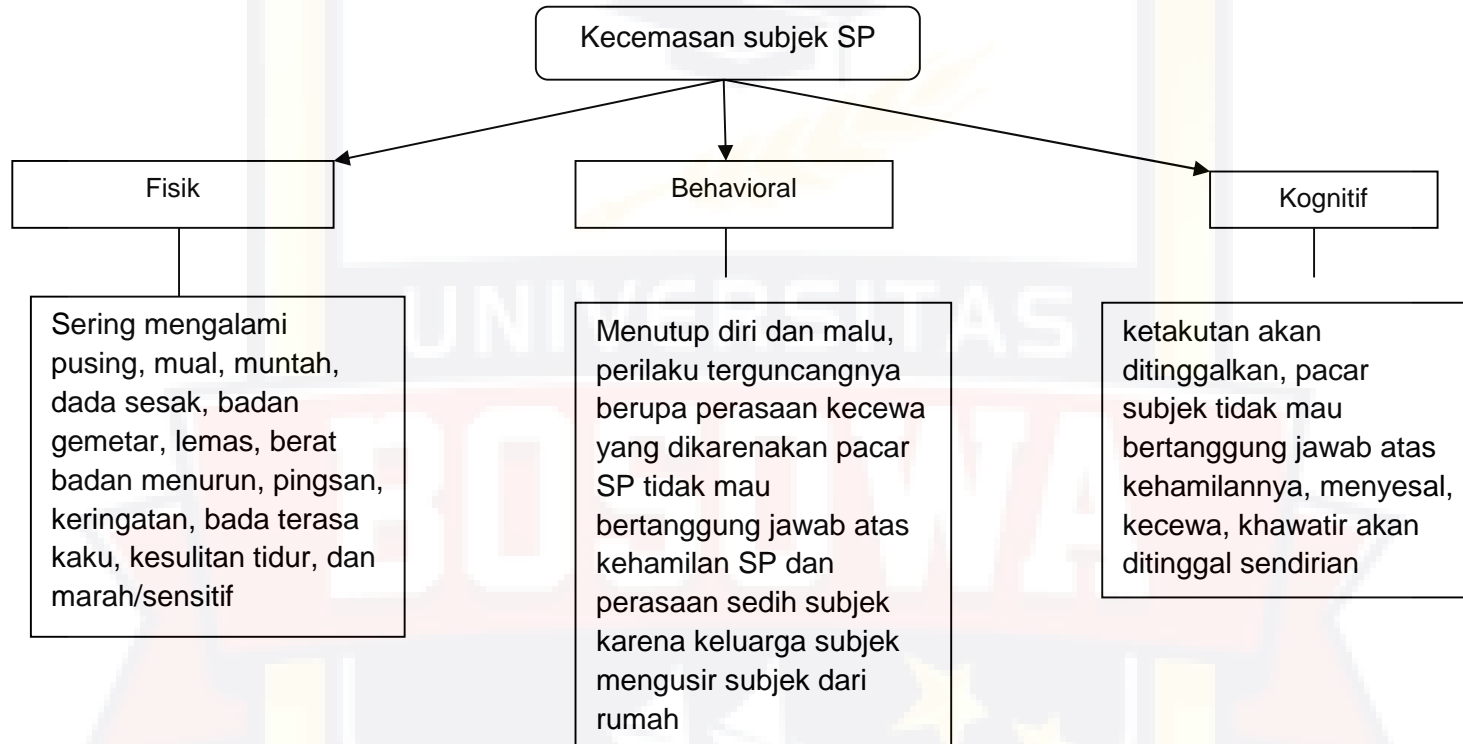 Kecemasan subjek SP
Fisik
Behavioral
Kognitif
Sering mengalami
pusing, mual, muntah,
dada sesak, badan
gemetar, lemas, berat
badan menurun, pingsan,
keringatan, bada terasa
kaku, kesulitan tidur, dan
marah/sensitif
Menutup diri dan malu,
perilaku terguncangnya
berupa perasaan kecewa
yang dikarenakan pacar
SP tidak mau
bertanggung jawab atas
kehamilan SP dan
perasaan sedih subjek
karena keluarga subjek
mengusir subjek dari
rumah
ketakutan akan
ditinggalkan, pacar
subjek tidak mau
bertanggung jawab atas
kehamilannya, menyesal,
kecewa, khawatir akan
ditinggal sendirian
UNIVERSITAS
BOSOWA